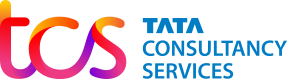 tcs
TATA
CONSULTANCY
SERVICES